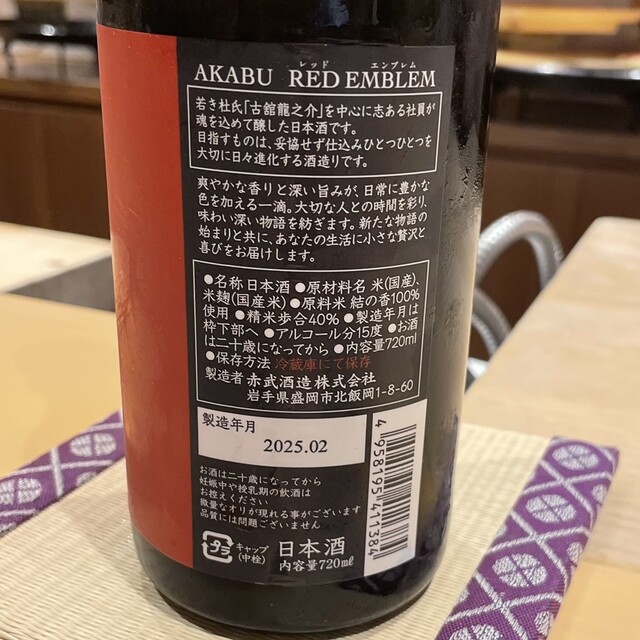 レッド エンブレム
AKABU RED EMBLEM
若き杜氏「古舘龍之介」を中心に志ある社員が
魂を込めて醸した日本酒です。
目指すものは、妥協せず仕込みひとつひとつを
大切に日々進化する酒造りです。
爽やかな香りと深い旨みが、日常に豊かな
色を加える一滴。大切な人との時間を彩り、
味わい深い物語を紡ぎます。新たな物語の
始まりと共に、あなたの生活に小さな贅沢と
喜びをお届けします。
●名称 日本酒 ●原材料名 米(国産)、
米麹(国産米) ●原料米 結の香100%
使用 ●精米歩合40% ●製造年月は
枠下部へ ●アルコール分15度 ●お酒
は二十歳になってから ●内容量720ml
●保存方法 冷蔵庫にて保存
製造者 赤武酒造株式会社
岩手県盛岡市北飯岡1-8-60
製造年月
2025.02
4958195411384
お酒は二十歳になってから
妊娠中や授乳期の飲酒は
お控えください
微量なオリが現れる事がございます
品質には問題ございません
プラ
キャップ
(中栓)
日本酒
内容量720mℓ